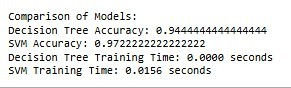 Comparison of Models:
Decision Tree Accuracy: 0.9444444444444444
SVM Accuracy: 0.9722222222222222
Decision Tree Training Time: 0.0000 seconds
SVM Training Time: 0.0156 seconds